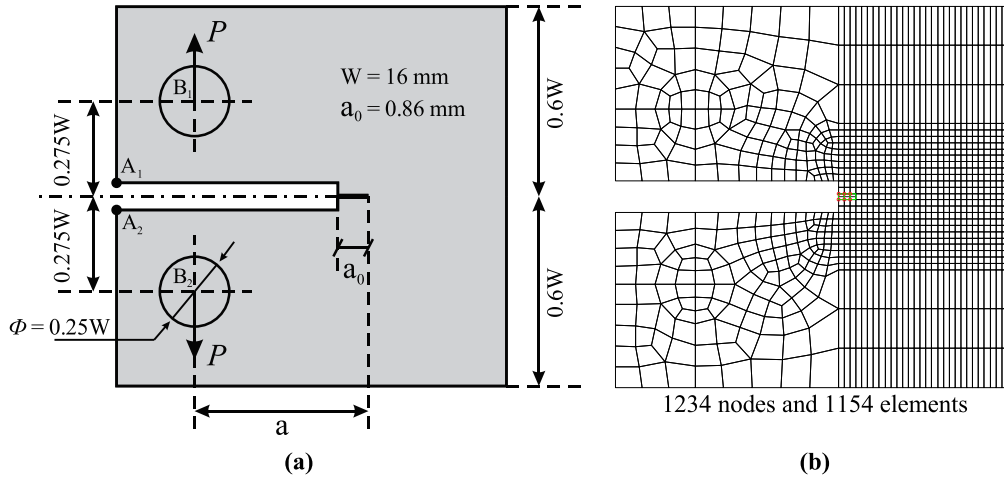 P
B₁
W = 16 mm
a₀ = 0.86 mm
0.6W
0.275W
A₁
A₂
0.275W
B₂
a₀
0.6W
Φ = 0.25W
P
a
(a)
1234 nodes and 1154 elements
(b)